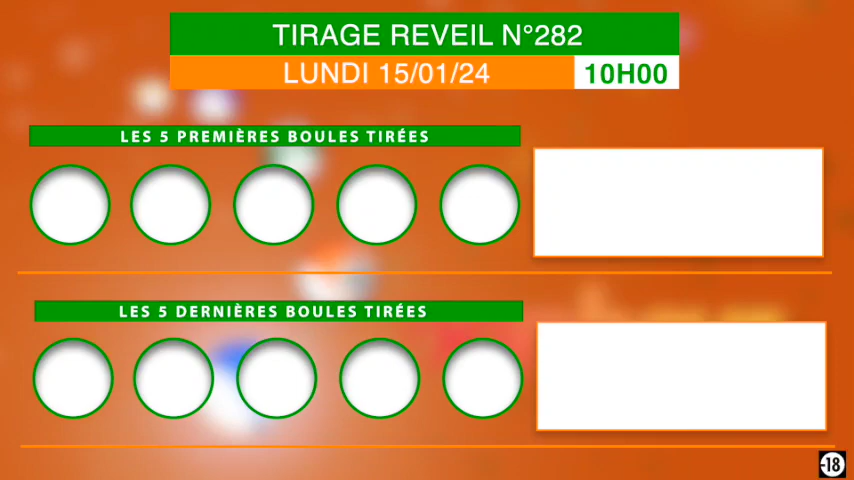 TIRAGE REVEIL N°282
LUNDI 15/01/24
10H00
LES 5 PREMIÈRES BOULES TIRÉES
LES 5 DERNIÈRES BOULES TIRÉES
-18